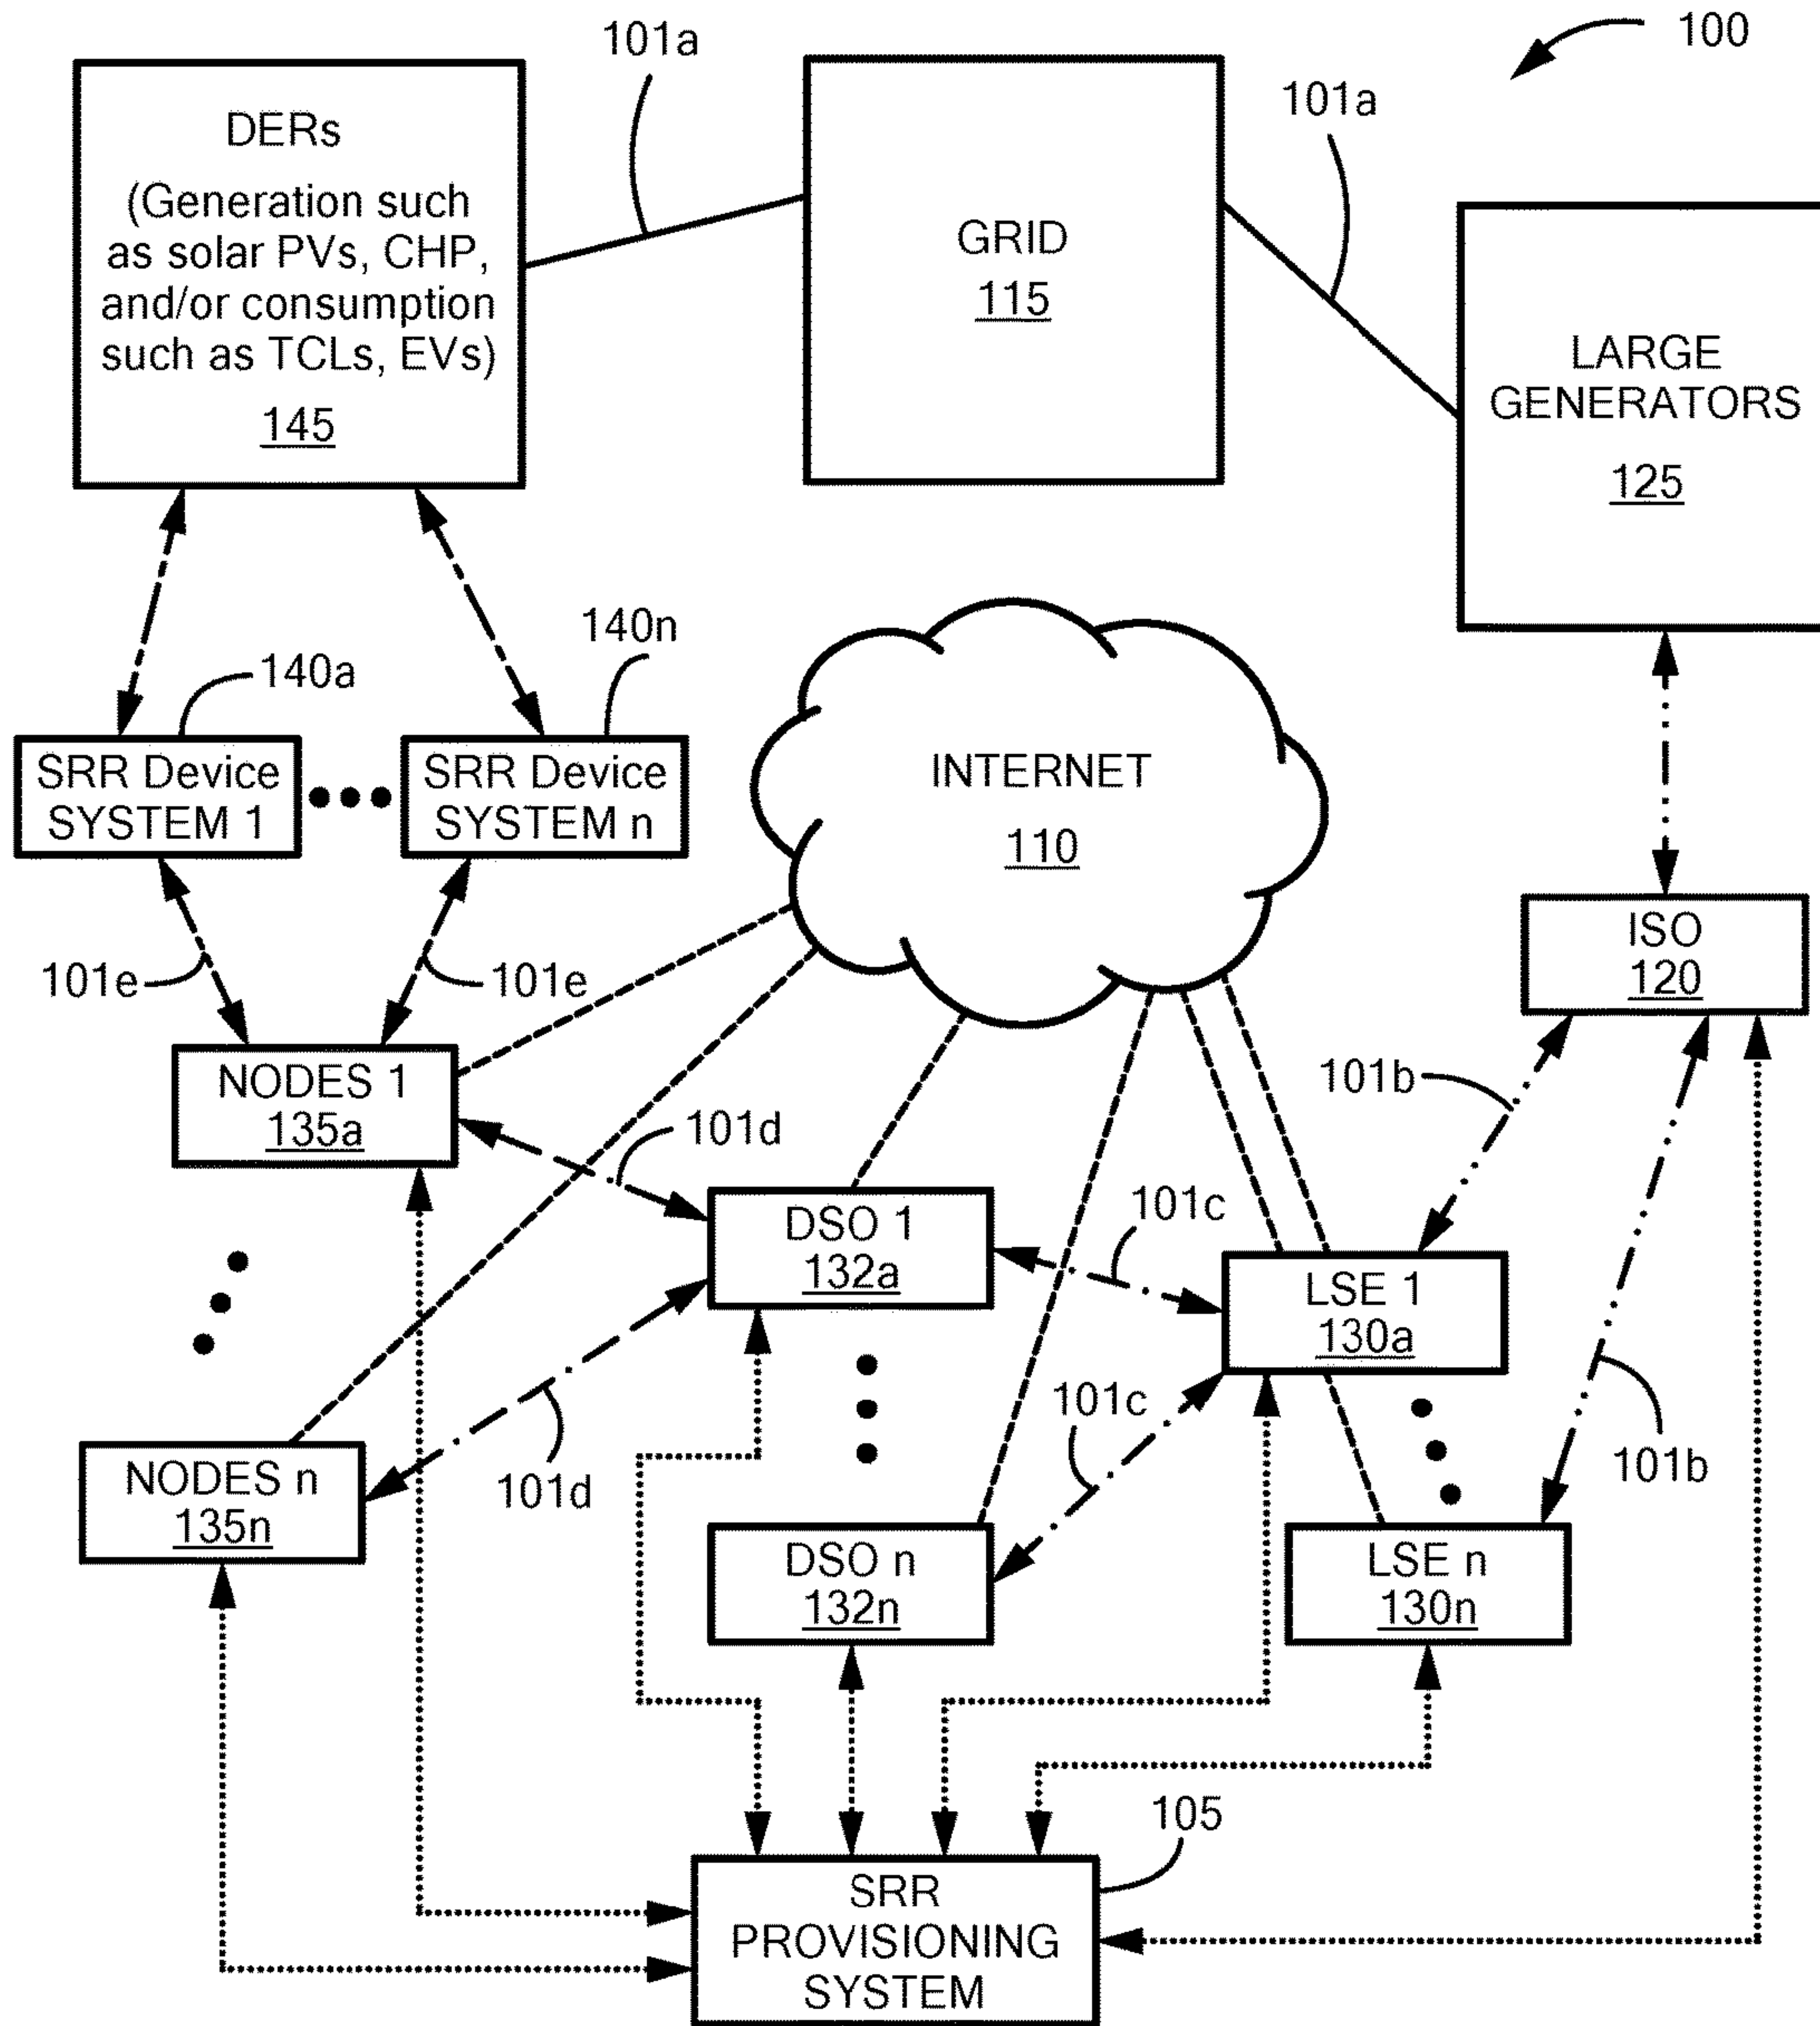 100
101a
101a
DERs
(Generation such
as solar PVs, CHP,
and/or consumption
such as TCLs, EVs)
145
GRID
115
LARGE
GENERATORS
125
140a
140n
SRR Device
SYSTEM 1
SRR Device
SYSTEM n
INTERNET
110
ISO
120
101e
101e
NODES 1
135a
101b
101d
DSO 1
132a
101c
LSE 1
130a
101c
101b
101d
NODES n
135n
DSO n
132n
LSE n
130n
105
SRR
PROVISIONING
SYSTEM